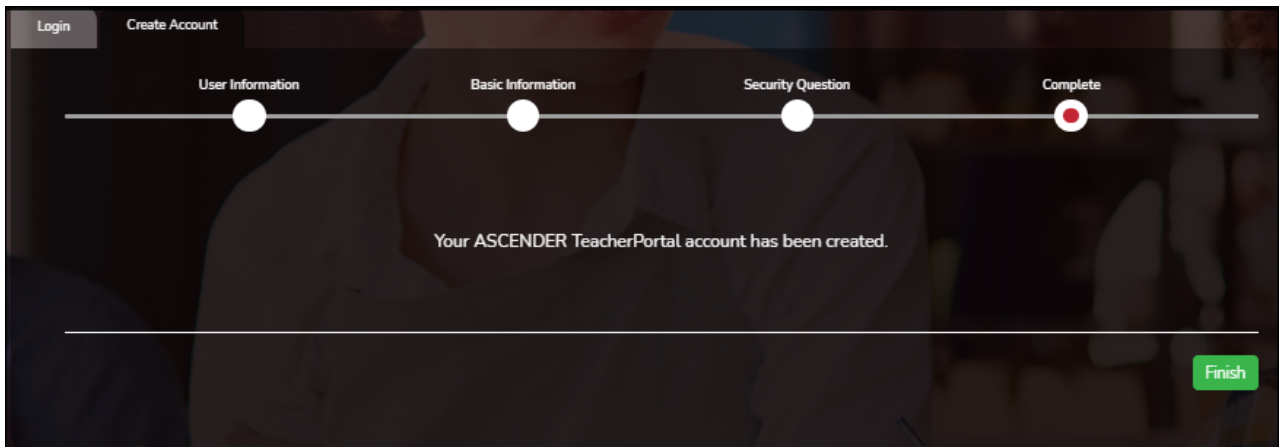 Login
Create Account
User Information
Basic Information
Security Question
Complete
Your ASCENDER TeacherPortal account has been created.
Finish